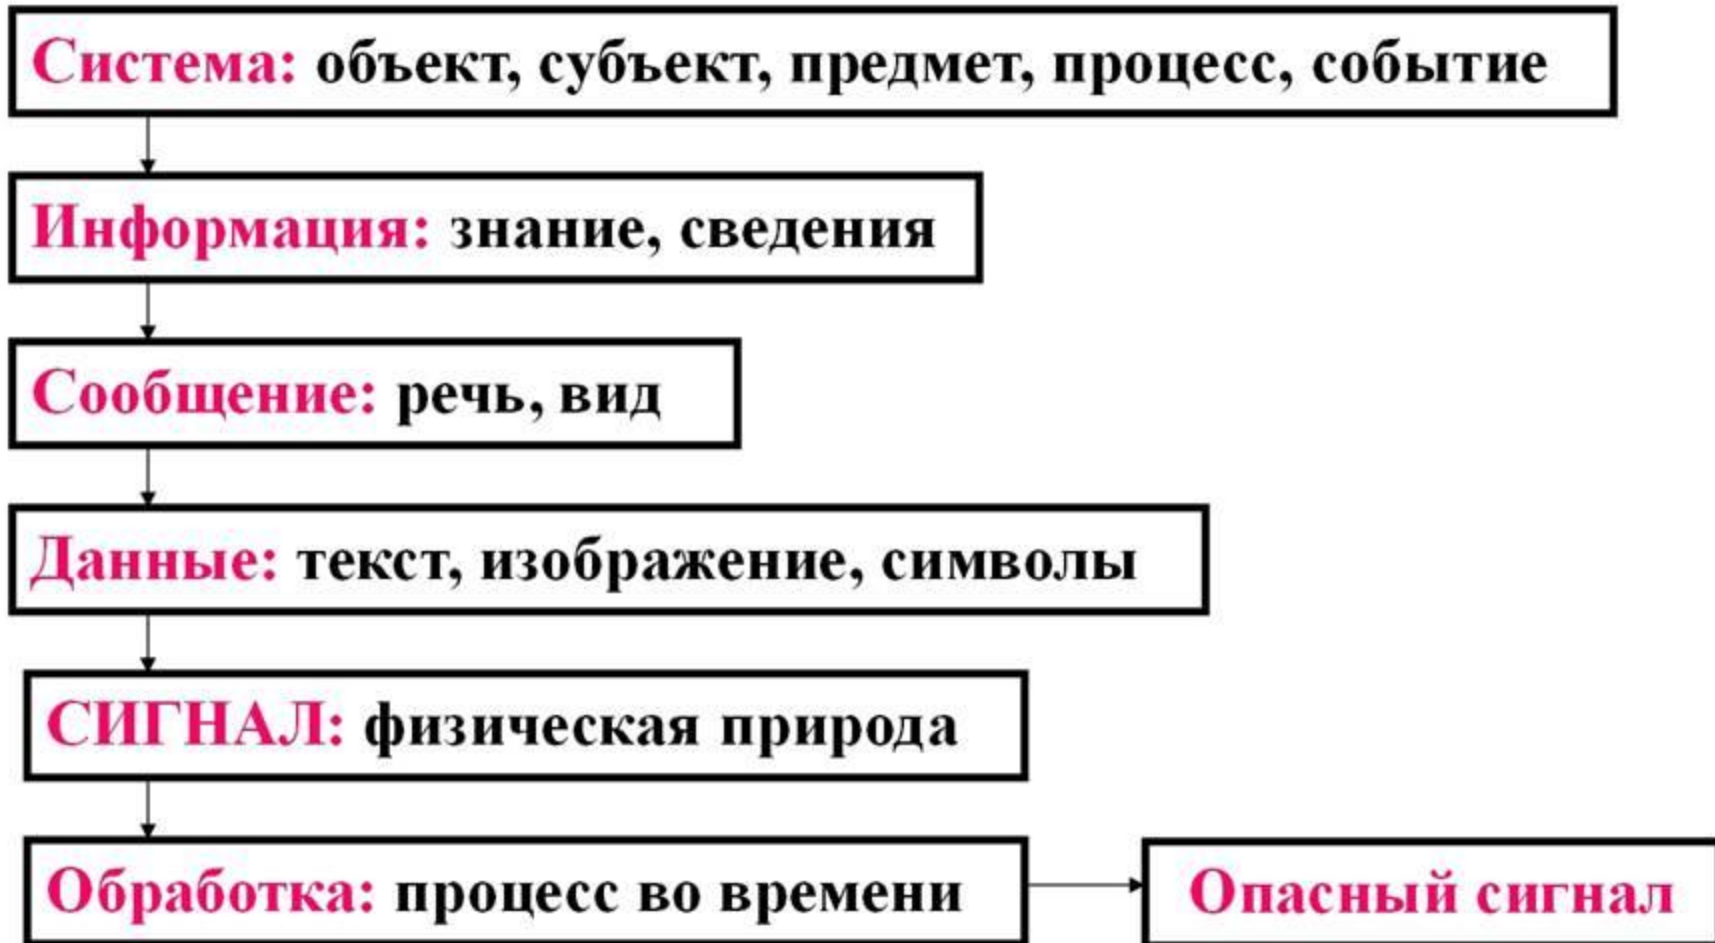 Система: объект, субъект, предмет, процесс, событие
Информация: знание, сведения
Сообщение: речь, вид
Данные: текст, изображение, символы
СИГНАЛ: физическая природа
Обработка: процесс во времени
Опасный сигнал